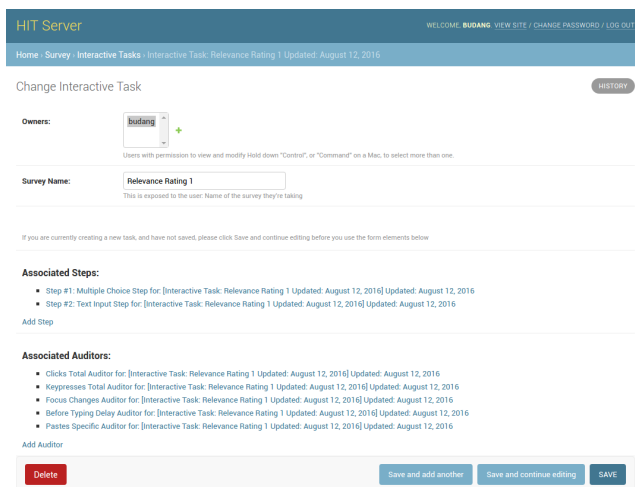 HIT Server
WELCOME, BUDANG. VIEW SITE / CHANGE PASSWORD / LOG OUT
Home › Survey › Interactive Tasks › Interactive Task: Relevance Rating 1 Updated: August 12, 2016
Change Interactive Task
HISTORY
Owners:
budang
Users with permission to view and modify Hold down "Control", or "Command" on a Mac, to select more than one.
Survey Name:
Relevance Rating 1
This is exposed to the user: Name of the survey they're taking
If you are currently creating a new task, and have not saved, please click Save and continue editing before you use the form elements below
Associated Steps:
Step #1: Multiple Choice Step for: [Interactive Task: Relevance Rating 1 Updated: August 12, 2016] Updated: August 12, 2016
Step #2: Text Input Step for: [Interactive Task: Relevance Rating 1 Updated: August 12, 2016] Updated: August 12, 2016
Add Step
Associated Auditors:
Clicks Total Auditor for: [Interactive Task: Relevance Rating 1 Updated: August 12, 2016] Updated: August 12, 2016
Keypresses Total Auditor for: [Interactive Task: Relevance Rating 1 Updated: August 12, 2016] Updated: August 12, 2016
Focus Changes Auditor for: [Interactive Task: Relevance Rating 1 Updated: August 12, 2016] Updated: August 12, 2016
Before Typing Delay Auditor for: [Interactive Task: Relevance Rating 1 Updated: August 12, 2016] Updated: August 12, 2016
Pastes Specific Auditor for: [Interactive Task: Relevance Rating 1 Updated: August 12, 2016] Updated: August 12, 2016
Add Auditor
Delete
Save and add another
Save and continue editing
SAVE